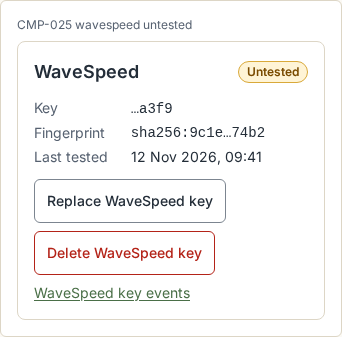 CMP-025 wavespeed untested
WaveSpeed Untested
Key …a3f9
Fingerprint sha256:9c1e…74b2
Last tested 12 Nov 2026, 09:41
Replace WaveSpeed key
Delete WaveSpeed key
WaveSpeed key events